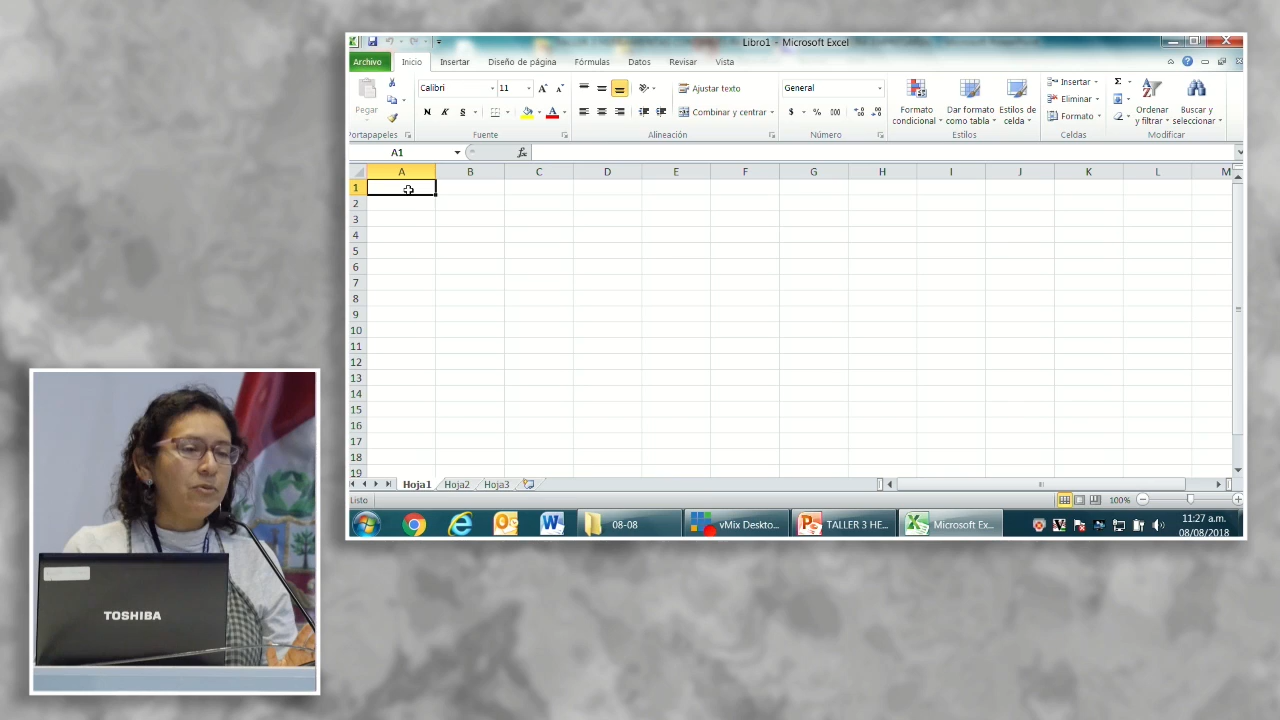 Libro1 - Microsoft Excel
Archivo Inicio Insertar Diseño de página Fórmulas Datos Revisar Vista
Pegar
Calibri 11
N K S A
Ajustar texto
Combinar y centrar
General
$ % 000
Formato condicional
Dar formato como tabla
Estilos de celda
Insertar
Eliminar
Formato
Σ
Ordenar y filtrar
Buscar y seleccionar
Portapapeles Fuente Alineación Número Estilos Celdas Modificar
A1 fx
A B C D E F G H I J K L M
1
2
3
4
5
6
7
8
9
10
11
12
13
14
15
16
17
18
19
Hoja1 Hoja2 Hoja3
Listo 100%
08-08 vMix Deskto... TALLER 3 HE... Microsoft Ex... 11:27 a.m.
08/08/2018
TOSHIBA